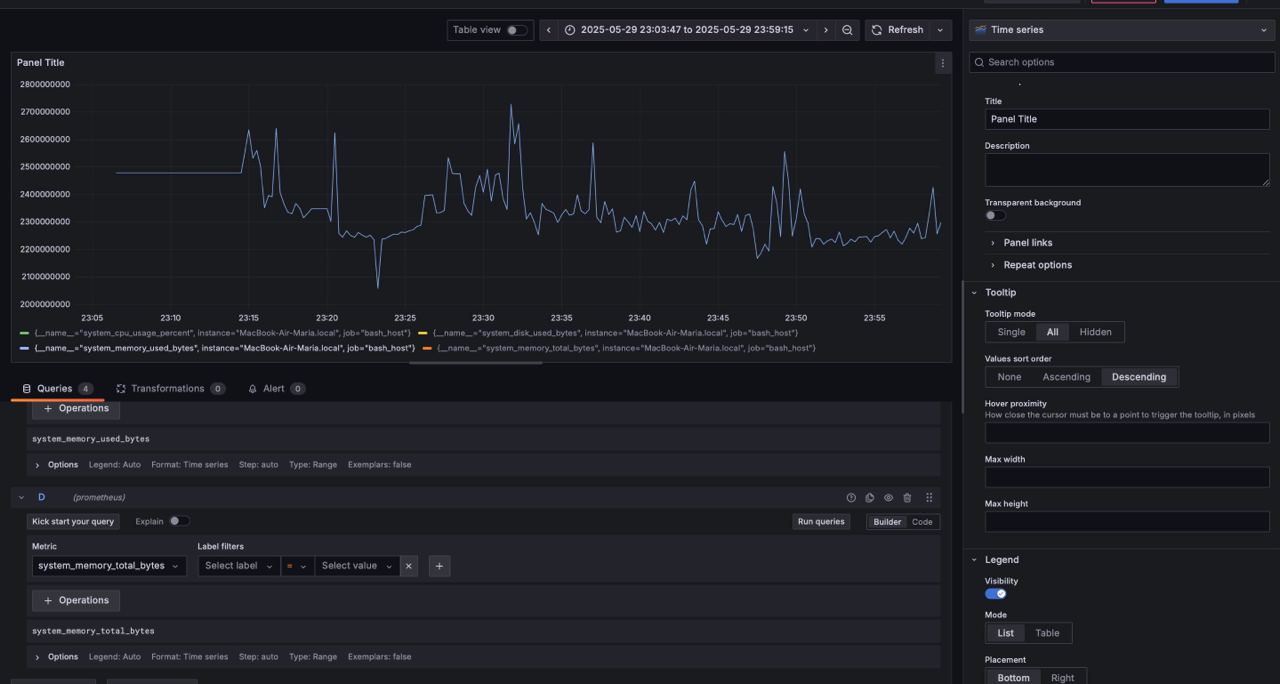 Table view
2025-05-29 23:03:47 to 2025-05-29 23:59:15
Refresh
Time series
Panel Title
Search options
2800000000
2700000000
2600000000
2500000000
2400000000
2300000000
2200000000
2100000000
2000000000
23:05 23:10 23:15 23:20 23:25 23:30 23:35 23:40 23:45 23:50 23:55
{__name__="system_cpu_usage_percent", instance="MacBook-Air-Maria.local", job="bash_host"} {__name__="system_disk_used_bytes", instance="MacBook-Air-Maria.local", job="bash_host"}
{__name__="system_memory_used_bytes", instance="MacBook-Air-Maria.local", job="bash_host"} {__name__="system_memory_total_bytes", instance="MacBook-Air-Maria.local", job="bash_host"}
Queries 4 Transformations 0 Alert 0
+ Operations
system_memory_used_bytes
Options Legend: Auto Format: Time series Step: auto Type: Range Exemplars: false
D (prometheus)
Kick start your query Explain Run queries Builder Code
Metric Label filters
system_memory_total_bytes Select label = Select value × +
+ Operations
system_memory_total_bytes
Options Legend: Auto Format: Time series Step: auto Type: Range Exemplars: false
Title
Panel Title
Description
Transparent background
Panel links
Repeat options
Tooltip
Tooltip mode
Single All Hidden
Values sort order
None Ascending Descending
Hover proximity
How close the cursor must be to a point to trigger the tooltip, in pixels
Max width
Max height
Legend
Visibility
Mode
List Table
Placement
Bottom Right